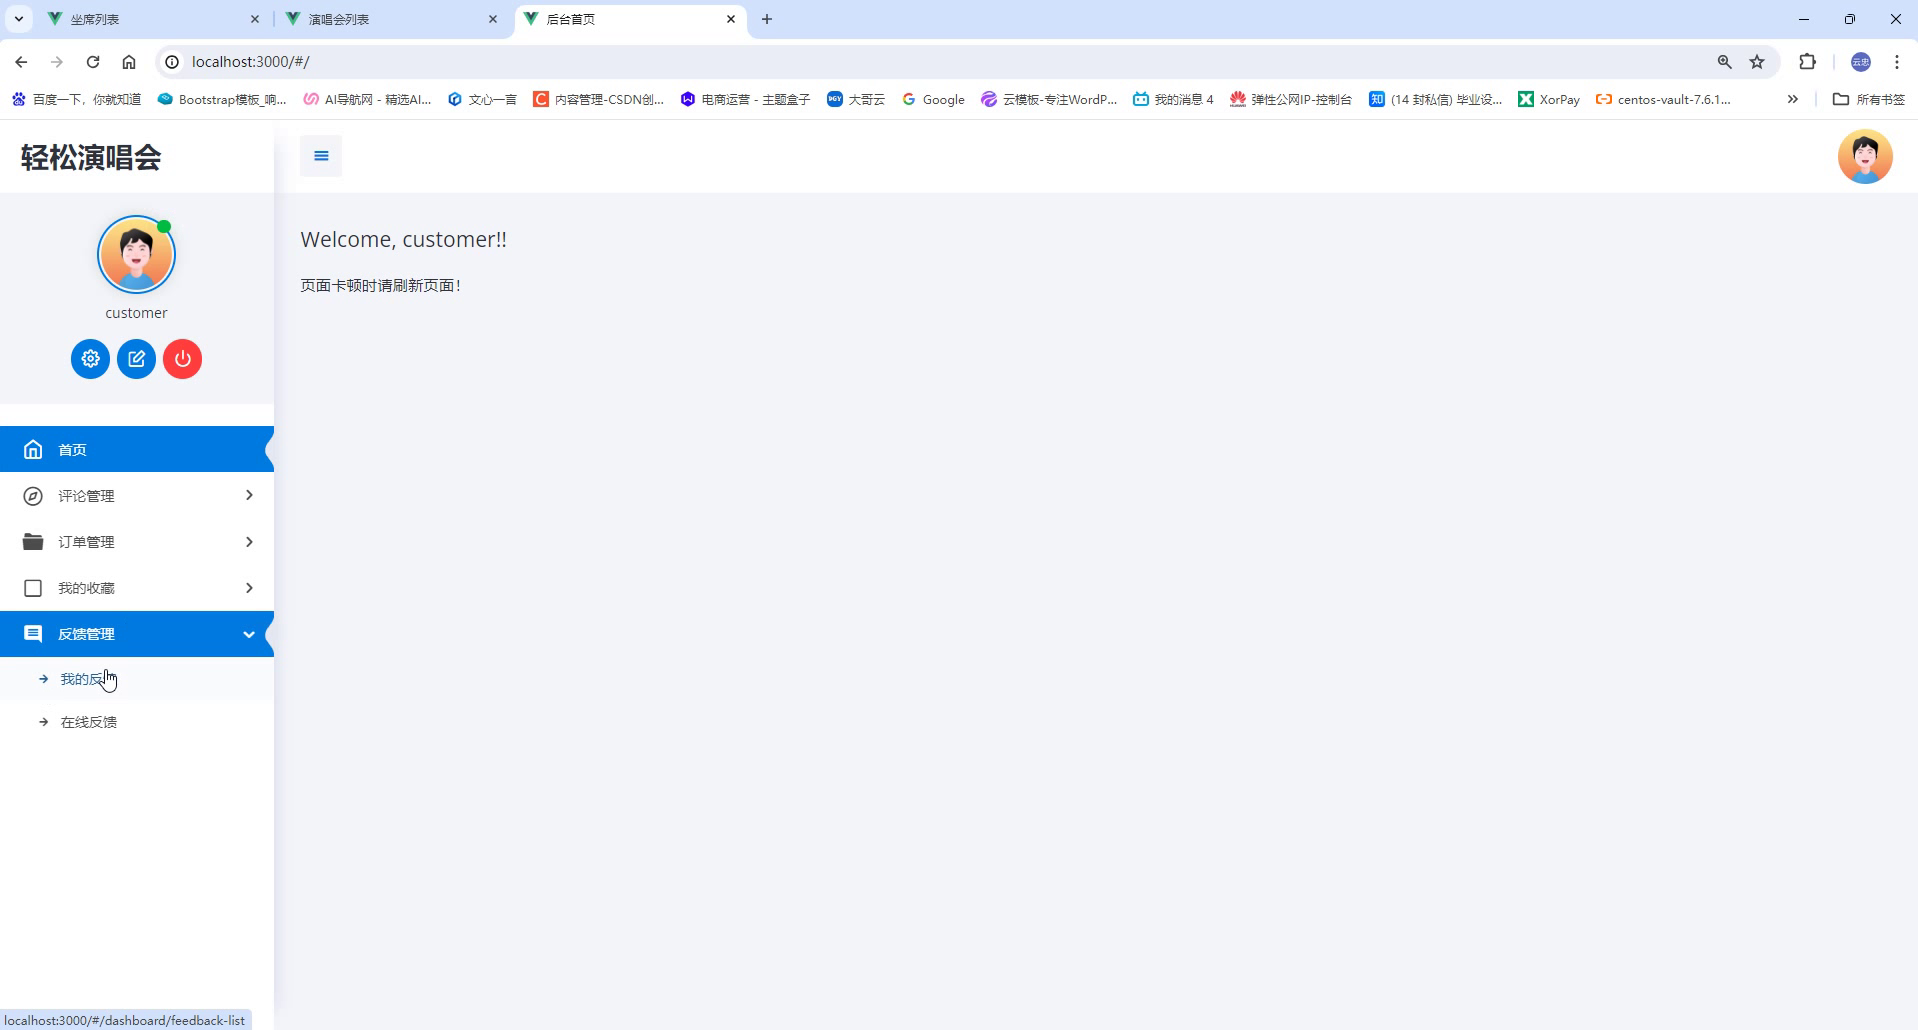 坐席列表
演唱会列表
后台首页
localhost:3000/#/
百度一下，你就知道
Bootstrap模板_响...
AI导航网 - 精选AI...
文心一言
内容管理-CSDN创...
电商运营 - 主题盒子
大哥云
Google
云模板-专注WordP...
我的消息 4
弹性公网IP-控制台
(14 封私信) 毕业设...
XorPay
centos-vault-7.6.1...
所有书签
轻松演唱会
Welcome, customer!!
页面卡顿时请刷新页面！
customer
首页
评论管理
订单管理
我的收藏
反馈管理
我的反
在线反馈
localhost:3000/#/dashboard/feedback-list